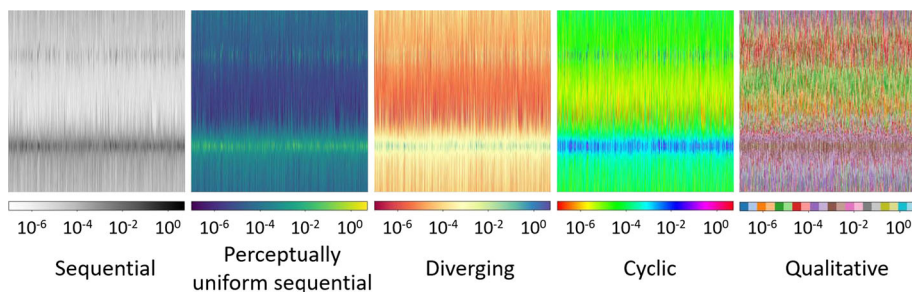 10⁻⁶ 10⁻⁴ 10⁻² 10⁰ 10⁻⁶ 10⁻⁴ 10⁻² 10⁰ 10⁻⁶ 10⁻⁴ 10⁻² 10⁰ 10⁻⁶ 10⁻⁴ 10⁻² 10⁰ 10⁻⁶ 10⁻⁴ 10⁻² 10⁰
Sequential
Perceptually
uniform sequential
Diverging
Cyclic
Qualitative